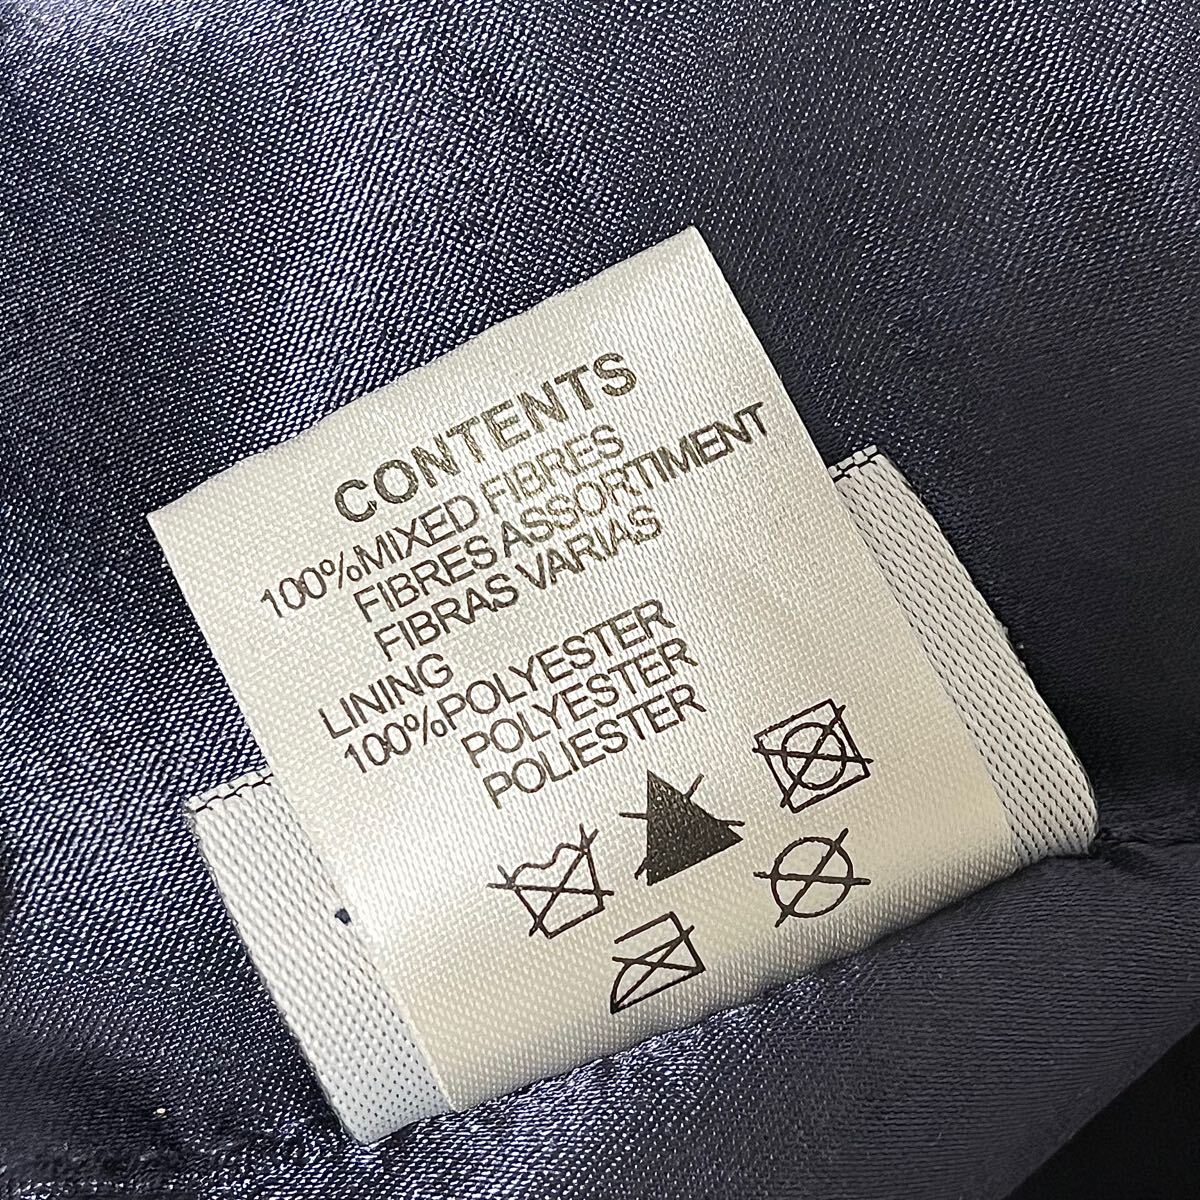 CONTENTS
100%MIXED FIBRES
FIBRES ASSORTIMENT
FIBRAS VARIAS
LINING
100%POLYESTER
POLYESTER
POLIESTER